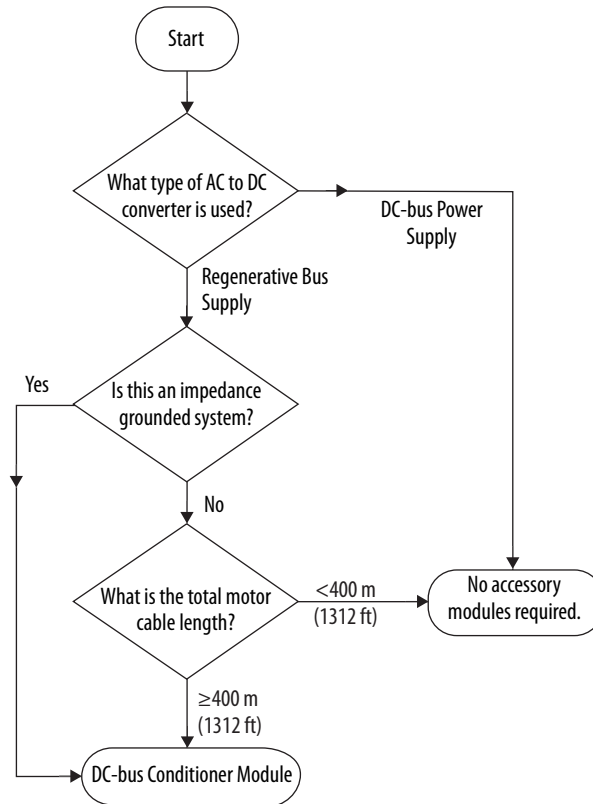 Start
What type of AC to DC
converter is used?
DC-bus Power
Supply
Regenerative Bus
Supply
Yes
Is this an impedance
grounded system?
No
What is the total motor
cable length?
<400 m
(1312 ft)
No accessory
modules required.
≥400 m
(1312 ft)
DC-bus Conditioner Module